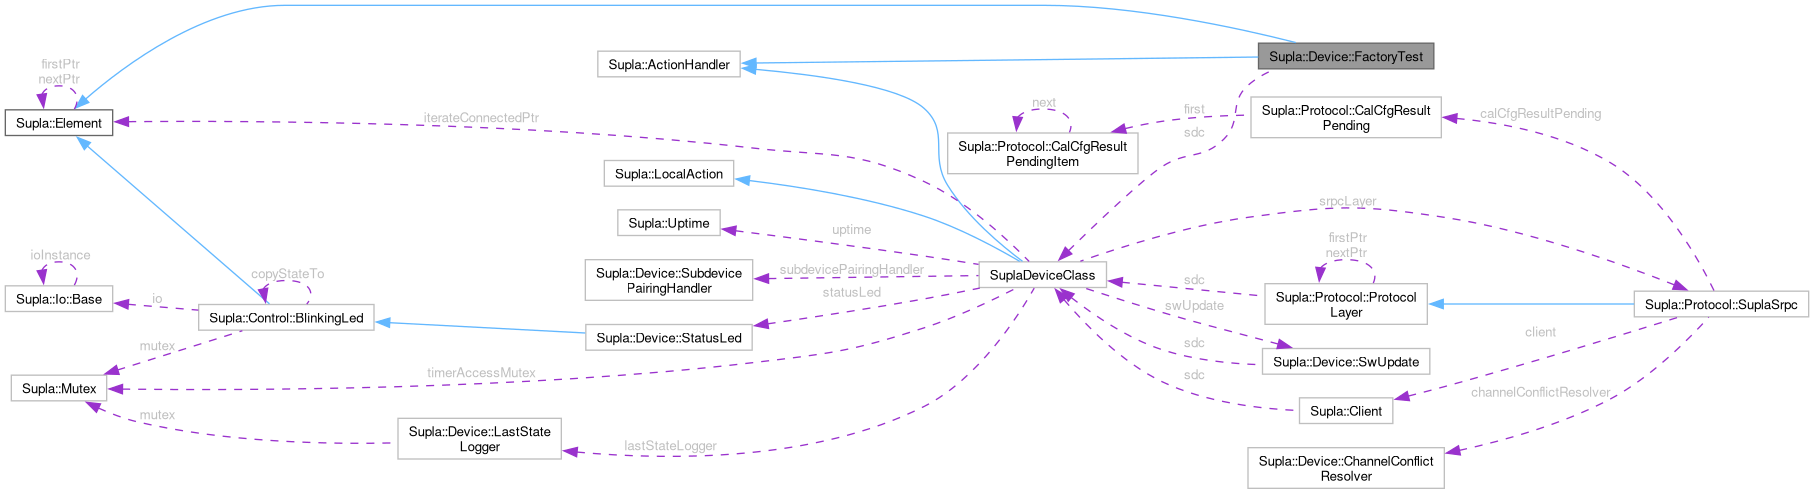 Supla::Device::FactoryTest
Supla::ActionHandler
firstPtr
nextPtr
Supla::Element
iterateConnectedPtr
next
first
sdc
Supla::Protocol::CalCfgResult
Pending
calCfgResultPending
Supla::Protocol::CalCfgResult
PendingItem
Supla::LocalAction
srpcLayer
Supla::Uptime
uptime
firstPtr
nextPtr
ioInstance
copyStateTo
Supla::Device::Subdevice
PairingHandler
subdevicePairingHandler
SuplaDeviceClass
sdc
Supla::Io::Base
io
statusLed
swUpdate
Supla::Protocol::Protocol
Layer
Supla::Protocol::SuplaSrpc
Supla::Control::BlinkingLed
Supla::Device::StatusLed
mutex
sdc
client
Supla::Device::SwUpdate
timerAccessMutex
sdc
Supla::Mutex
channelConflictResolver
mutex
Supla::Client
Supla::Device::LastState
Logger
lastStateLogger
Supla::Device::ChannelConflict
Resolver